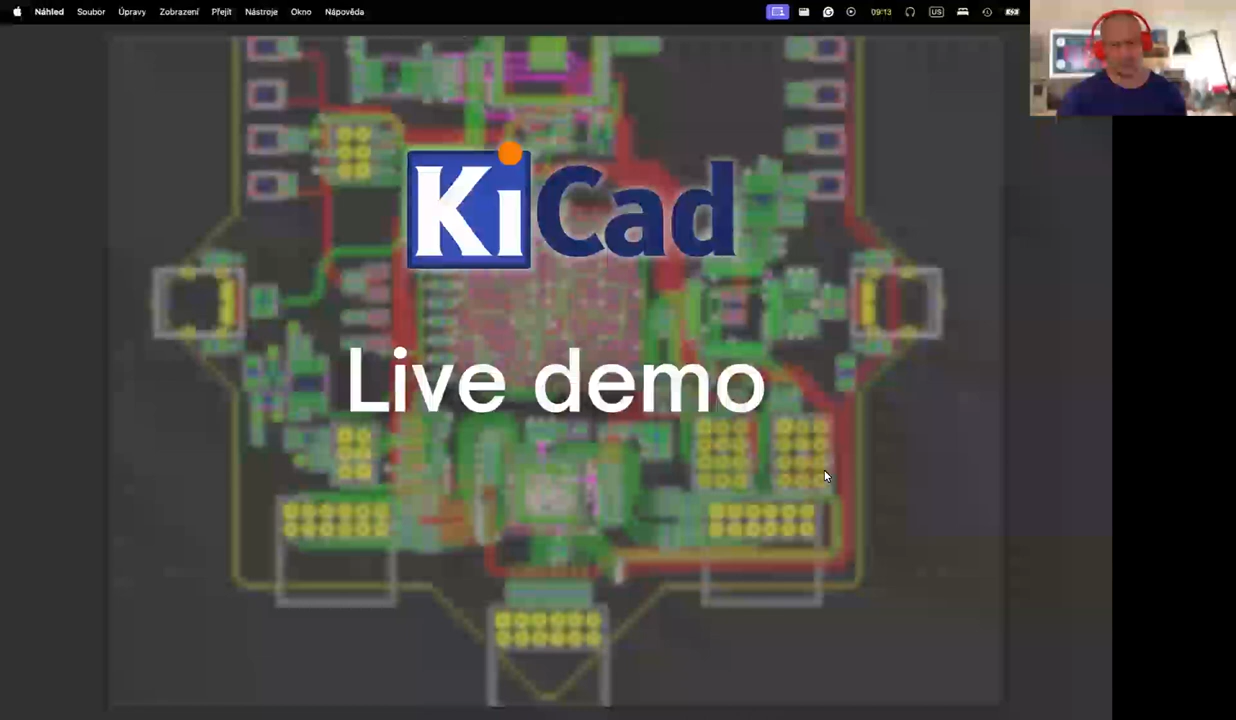 Náhled Soubor Úpravy Zobrazení Přejít Nástroje Okno Nápověda 09:13 US
KiCad
Live demo